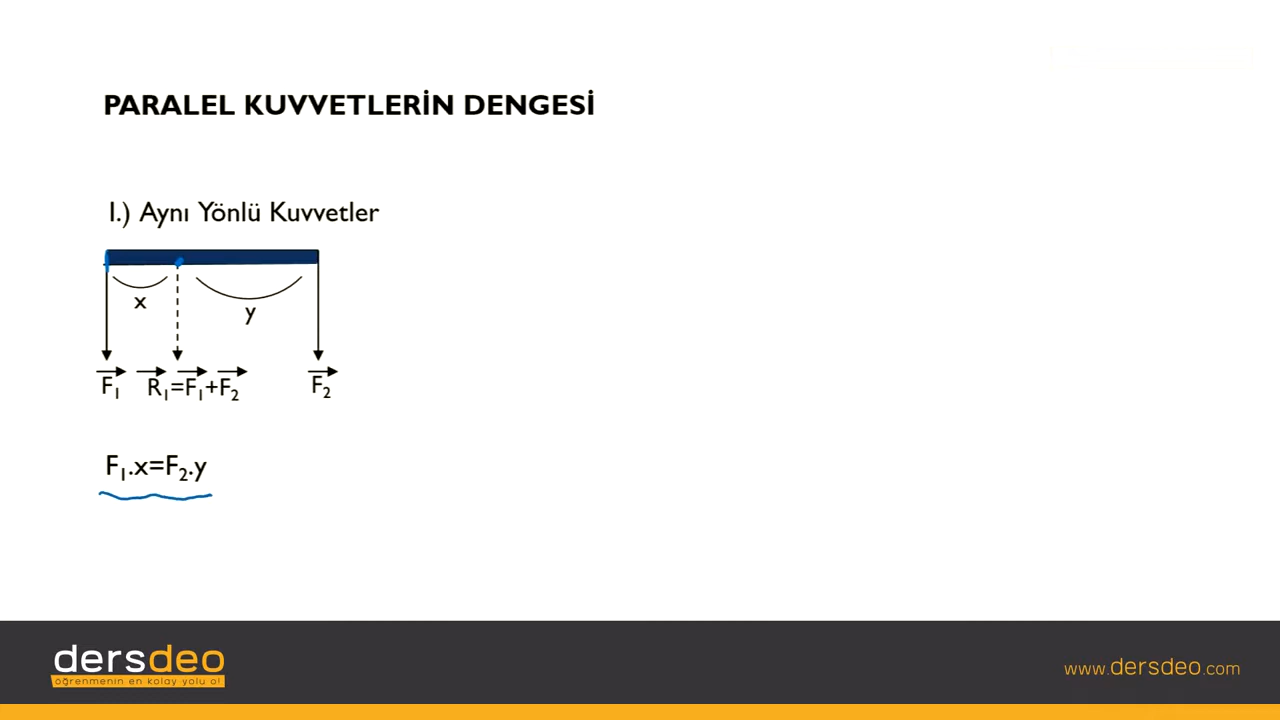 PARALEL KUVVETLERİN DENGESİ
I.) Aynı Yönlü Kuvvetler
x
y
F₁ R₁=F₁+F₂ F₂
F₁.x=F₂.y
dersdeo
öğrenmenin en kolay yolu o!
www.dersdeo.com